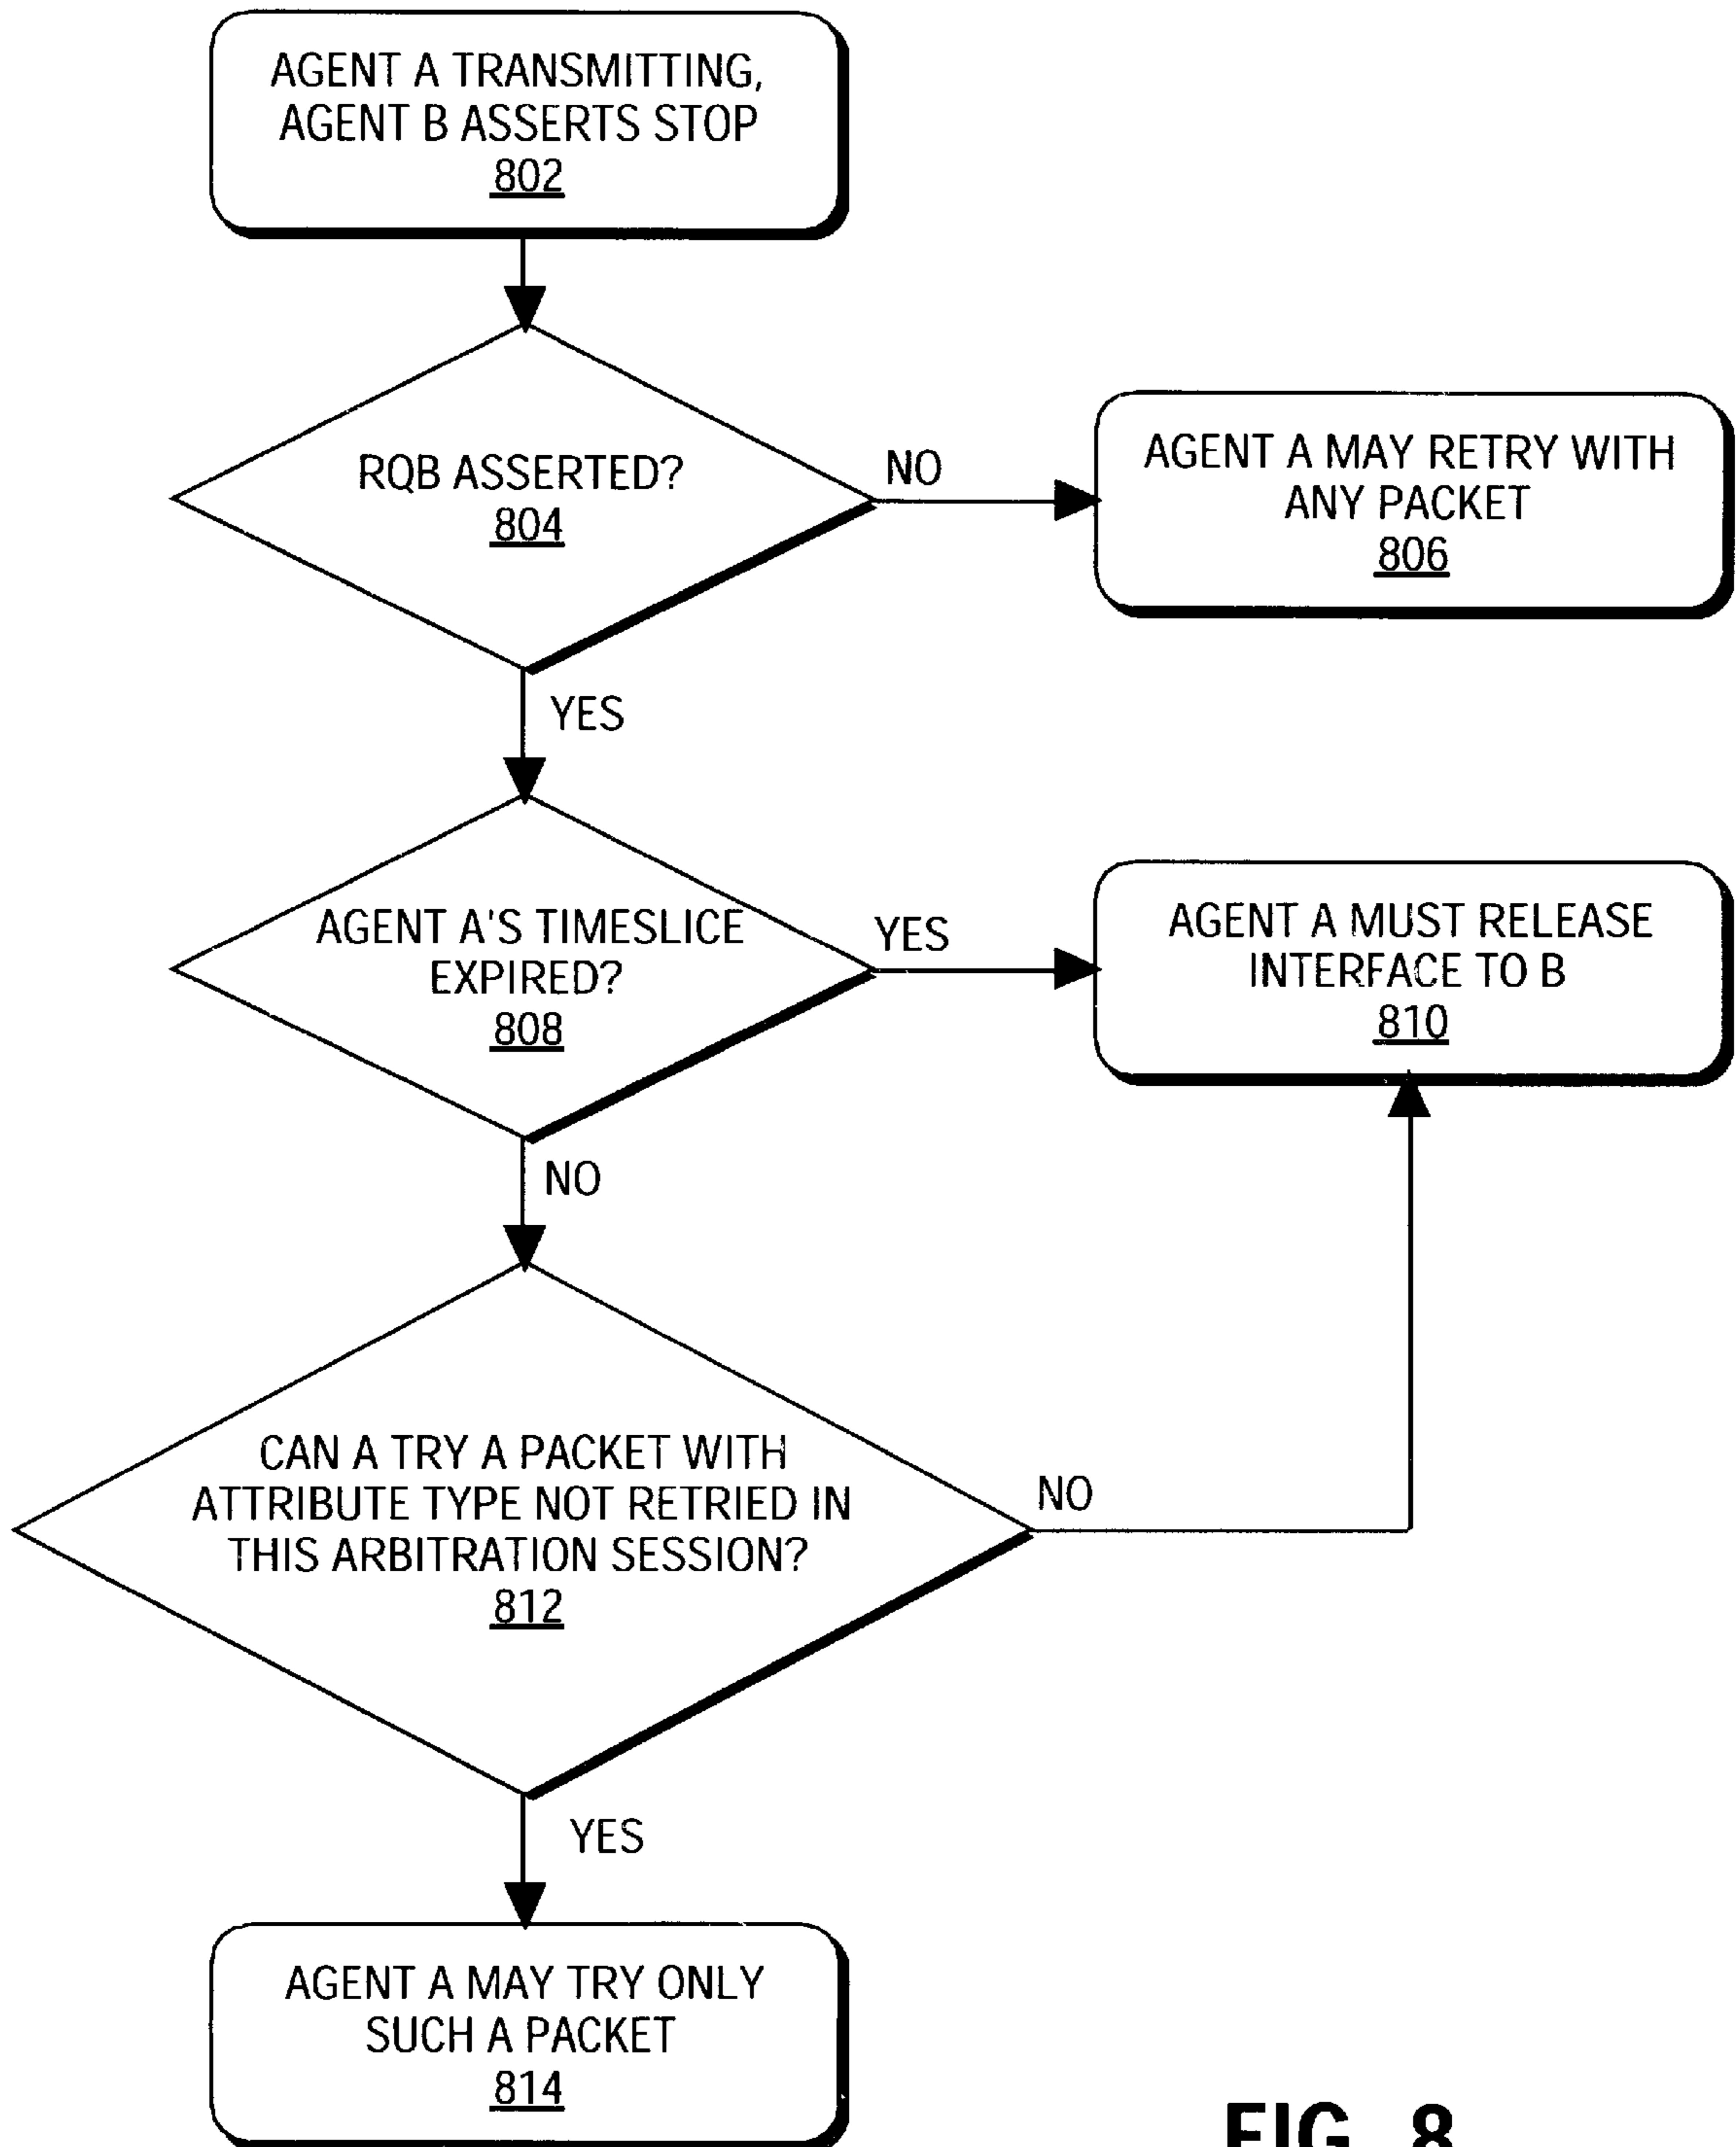 AGENT A TRANSMITTING,
AGENT B ASSERTS STOP
802
RQB ASSERTED?
804
NO
AGENT A MAY RETRY WITH
ANY PACKET
806
YES
AGENT A'S TIMESLICE
EXPIRED?
808
YES
AGENT A MUST RELEASE
INTERFACE TO B
810
NO
CAN A TRY A PACKET WITH
ATTRIBUTE TYPE NOT RETRIED IN
THIS ARBITRATION SESSION?
812
NO
YES
AGENT A MAY TRY ONLY
SUCH A PACKET
814
FIG. 8